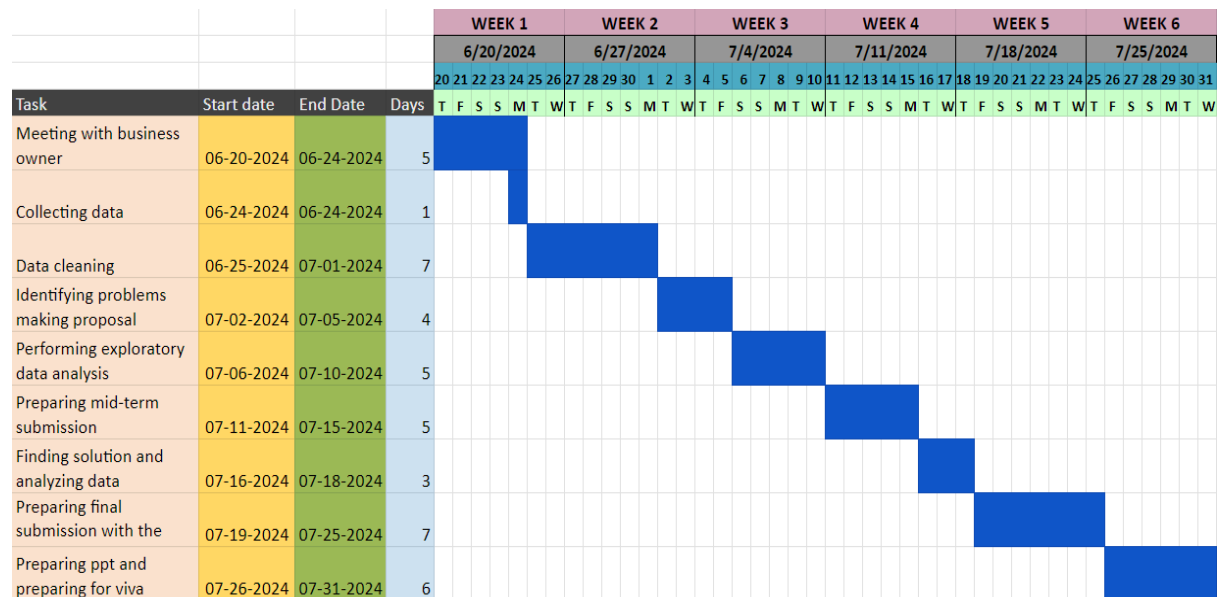 WEEK 1 WEEK 2 WEEK 3 WEEK 4 WEEK 5 WEEK 6
6/20/2024 6/27/2024 7/4/2024 7/11/2024 7/18/2024 7/25/2024
20 21 22 23 24 25 26 27 28 29 30 1 2 3 4 5 6 7 8 9 10 11 12 13 14 15 16 17 18 19 20 21 22 23 24 25 26 27 28 29 30 31
Task Start date End Date Days T F S S M T W T F S S M T W T F S S M T W T F S S M T W T F S S M T W T F S S M T W
Meeting with business
owner 06-20-2024 06-24-2024 5
Collecting data 06-24-2024 06-24-2024 1
Data cleaning 06-25-2024 07-01-2024 7
Identifying problems
making proposal 07-02-2024 07-05-2024 4
Performing exploratory
data analysis 07-06-2024 07-10-2024 5
Preparing mid-term
submission 07-11-2024 07-15-2024 5
Finding solution and
analyzing data 07-16-2024 07-18-2024 3
Preparing final
submission with the 07-19-2024 07-25-2024 7
Preparing ppt and
preparing for viva 07-26-2024 07-31-2024 6